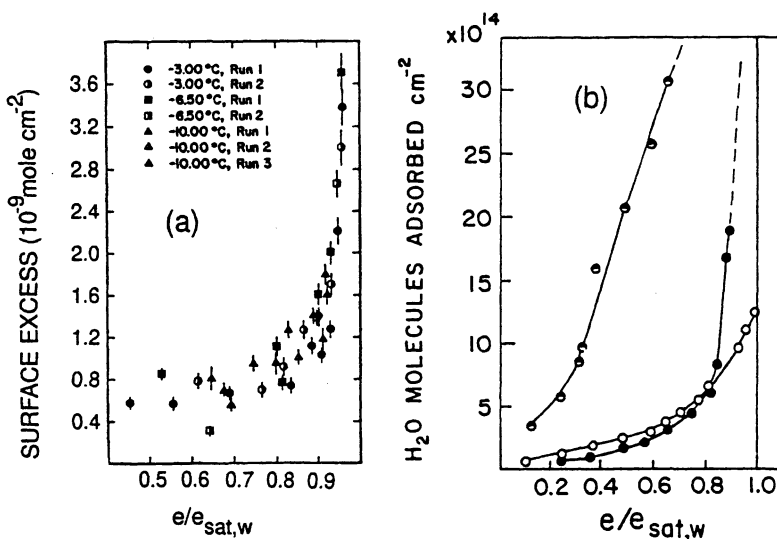 -3.00 °C, Run 1
-3.00 °C, Run 2
-6.50 °C, Run 1
-6.50 °C, Run 2
-10.00 °C, Run 1
-10.00 °C, Run 2
-10.00 °C, Run 3
(a)
SURFACE EXCESS (10⁻⁹mole cm⁻²)
3.6
3.2
2.8
2.4
2.0
1.6
1.2
0.8
0.4
0.5 0.6 0.7 0.8 0.9
e/e_sat,w
x10¹⁴
(b)
H₂O MOLECULES ADSORBED cm⁻²
30
25
20
15
10
5
0.2 0.4 0.6 0.8 1.0
e/e_sat,w